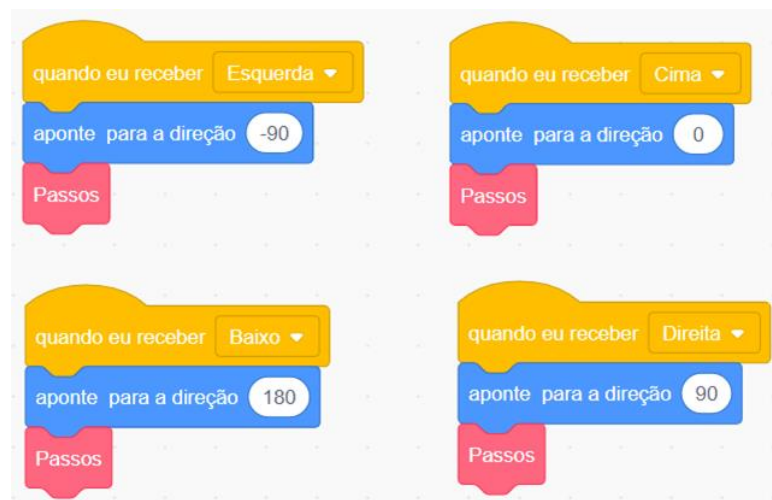 quando eu receber Esquerda
aponte para a direção -90
Passos
quando eu receber Cima
aponte para a direção 0
Passos
quando eu receber Baixo
aponte para a direção 180
Passos
quando eu receber Direita
aponte para a direção 90
Passos